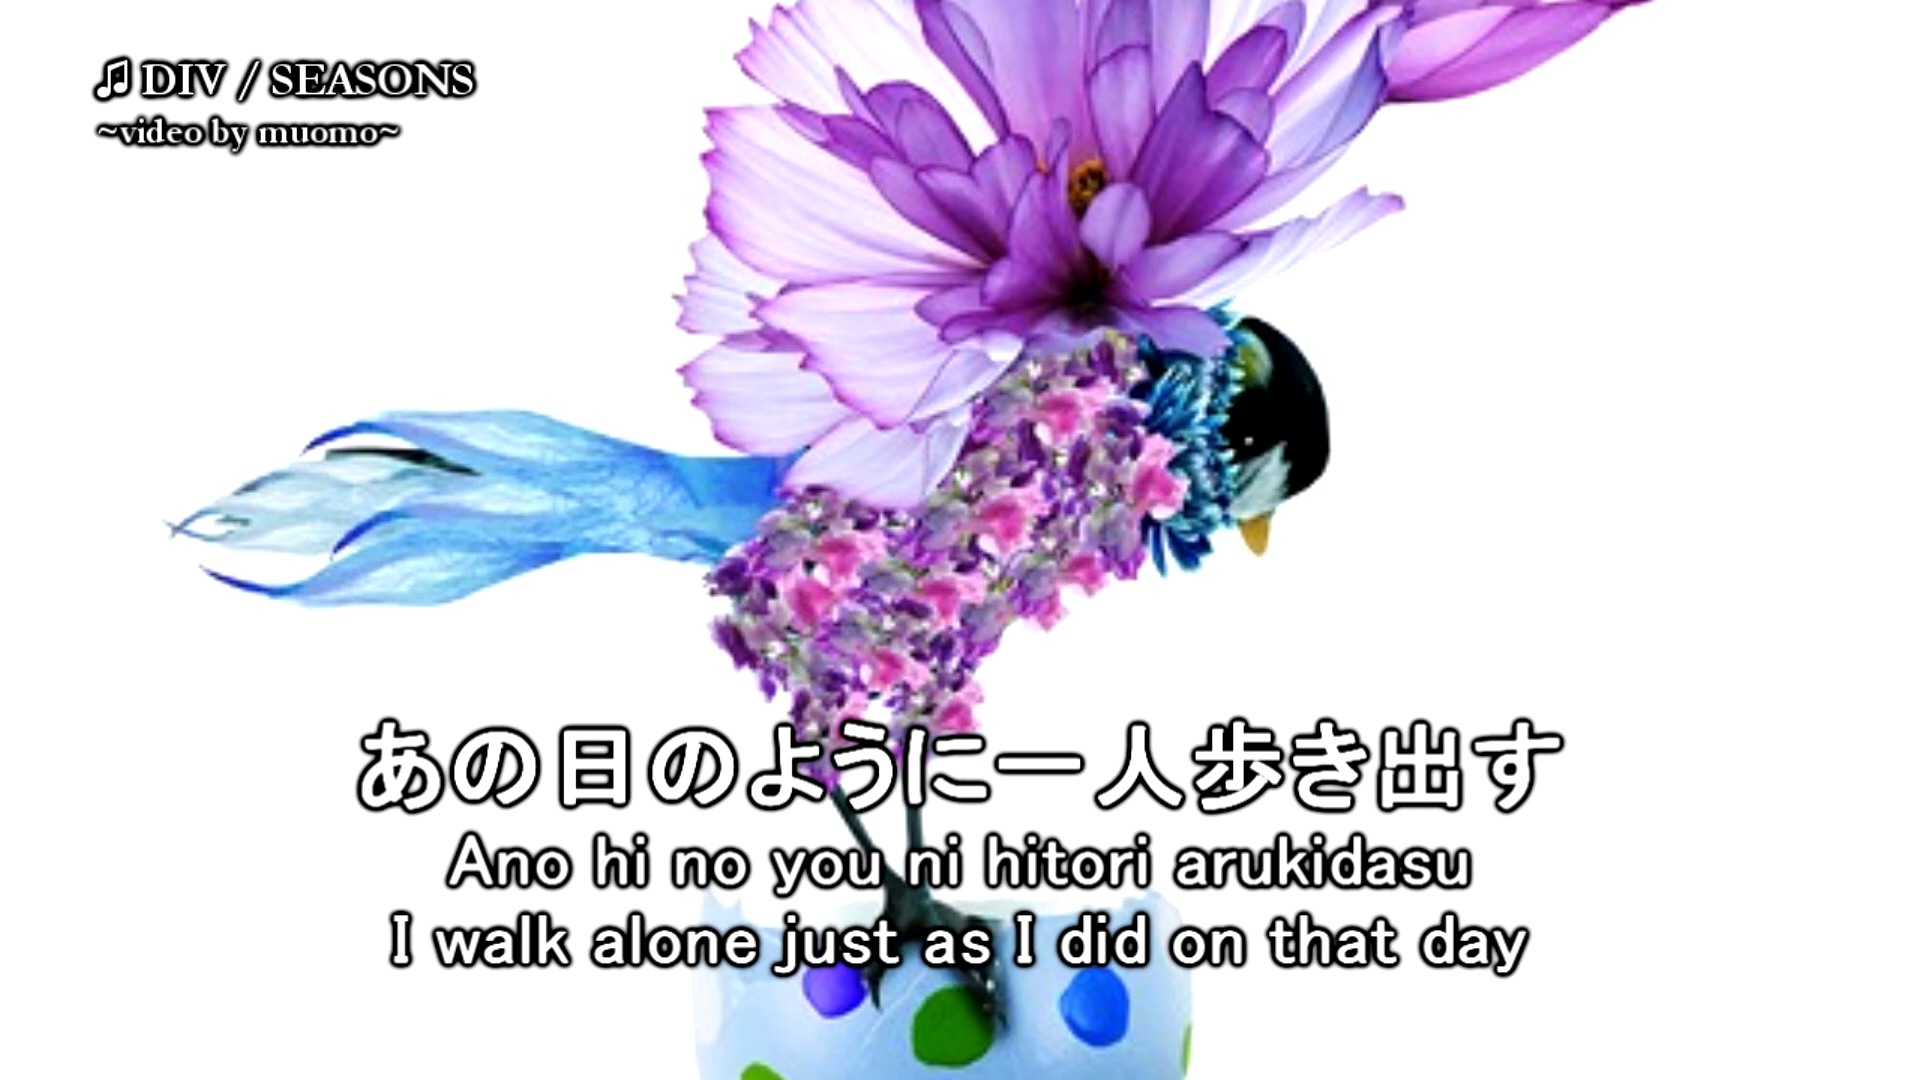 ♫ DIV / SEASONS
~video by muomo~
あの日のように一人歩き出す
Ano hi no you ni hitori arukidasu
I walk alone just as I did on that day